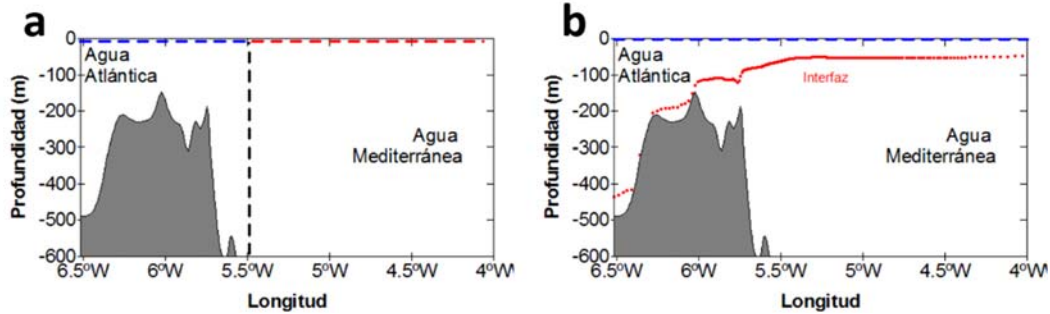 a
Profundidad (m)
0
-100
-200
-300
-400
-500
-600
Agua
Atlántica
Agua
Mediterránea
6.5ºW 6ºW 5.5ºW 5ºW 4.5ºW 4ºW
Longitud
b
Profundidad (m)
0
-100
-200
-300
-400
-500
-600
Agua
Atlántica
Interfaz
Agua
Mediterránea
6.5ºW 6ºW 5.5ºW 5ºW 4.5ºW 4ºW
Longitud